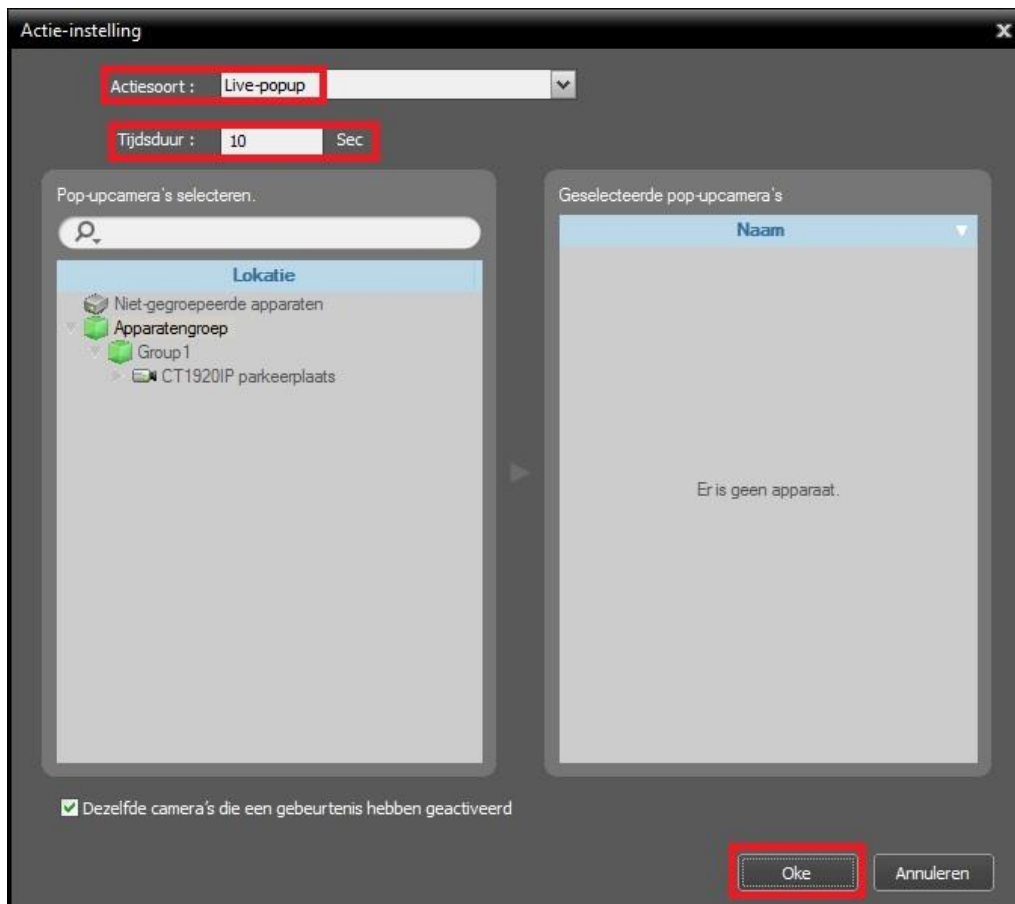 Actie-instelling
Actiesoort : Live-popup
Tijdsduur : 10 Sec
Pop-upcamera's selecteren.
Lokatie
Niet-gegroepeerde apparaten
Apparatengroep
Group1
CT1920IP parkeerplaats
Geselecteerde pop-upcamera's
Naam
Er is geen apparaat.
Dezelfde camera's die een gebeurtenis hebben geactiveerd
Oke
Annuleren